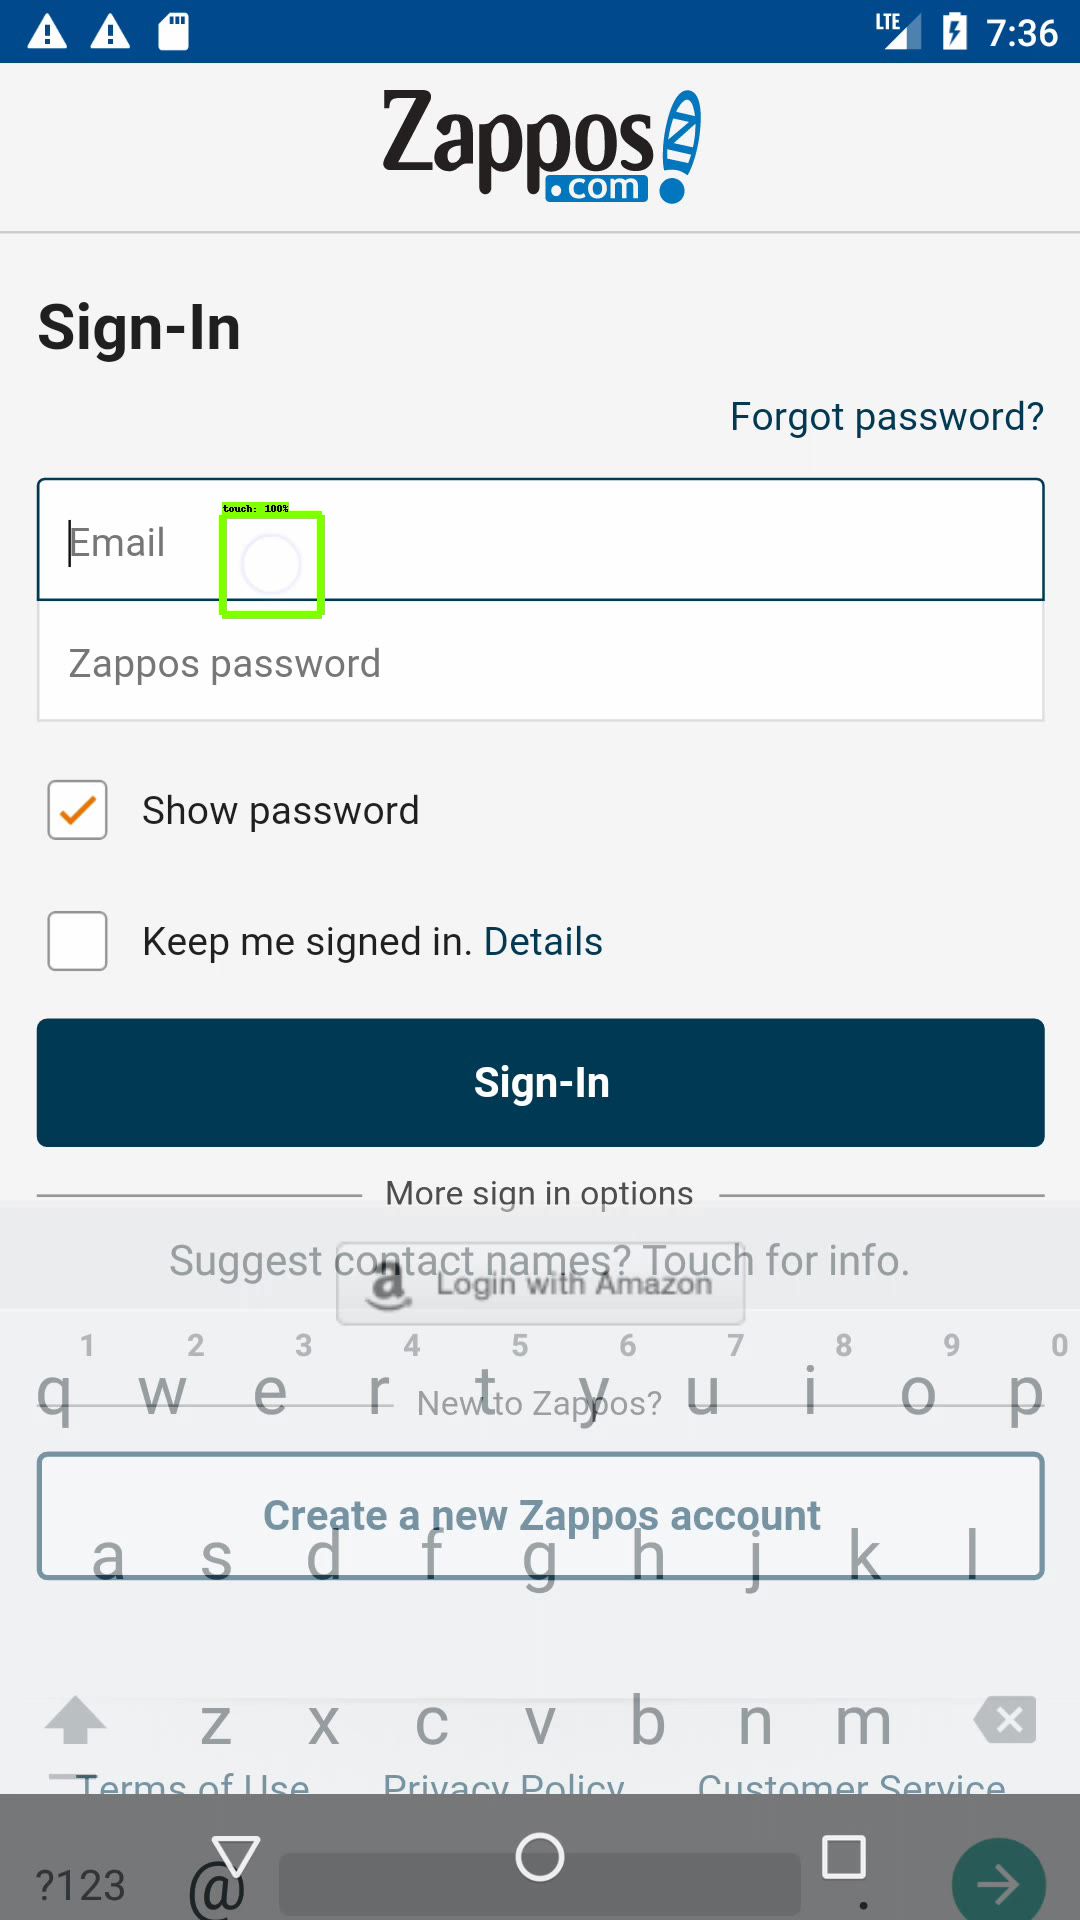 LTE 7:36
Zappos
.com
Sign-In
Forgot password?
touch: 100%
Email
Zappos password
Show password
Keep me signed in. Details
Sign-In
More sign in options
Suggest contact names? Touch for info.
a Login with Amazon
1 2 3 4 5 6 7 8 9 0
q w e r t y u i o p
New to Zappos?
Create a new Zappos account
a s d f g h j k l
z x c v b n m
Terms of Use Privacy Policy Customer Service
?123 @ .